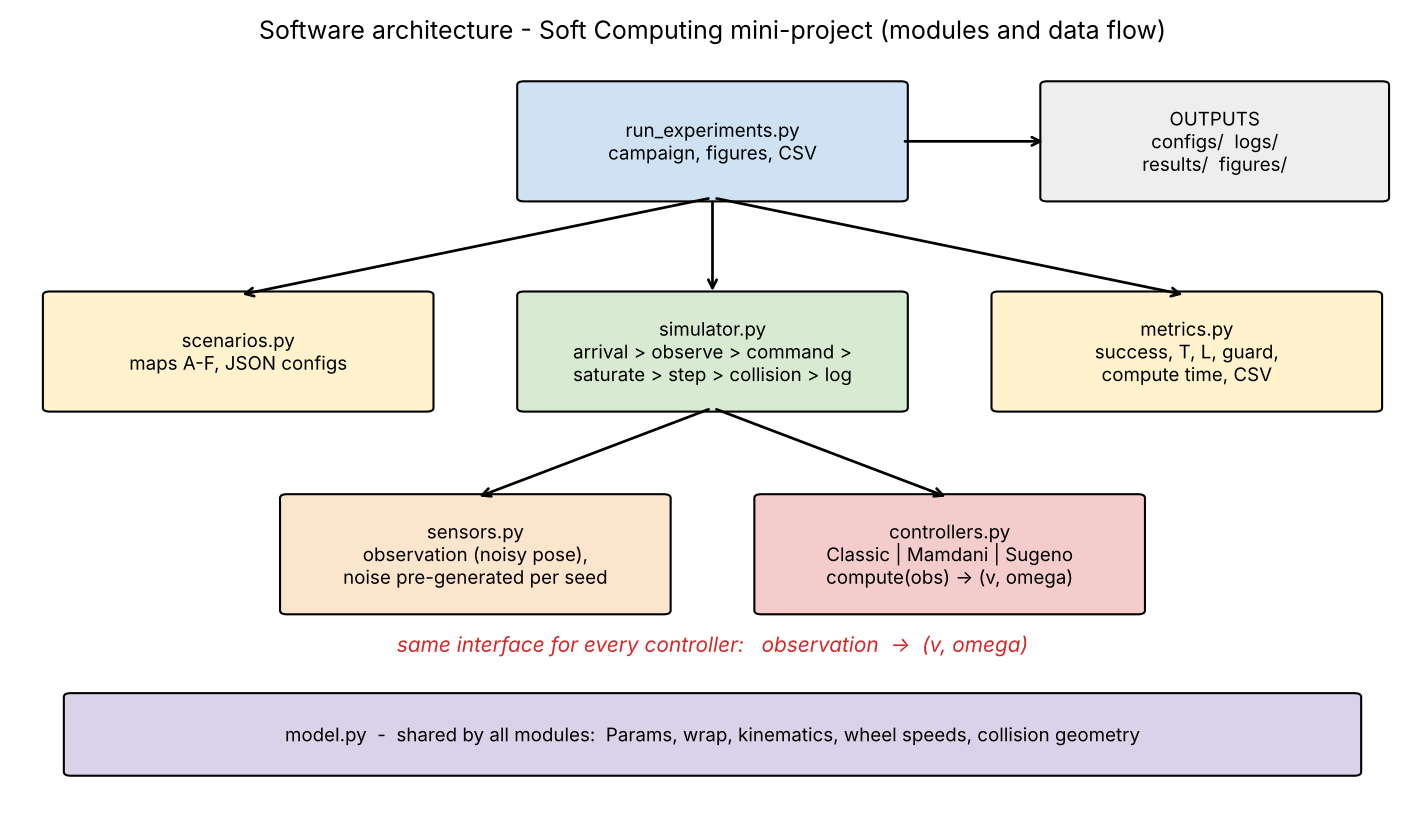 Software architecture - Soft Computing mini-project (modules and data flow)
run_experiments.py
campaign, figures, CSV
OUTPUTS
configs/ logs/
results/ figures/
scenarios.py
maps A-F, JSON configs
simulator.py
arrival > observe > command >
saturate > step > collision > log
metrics.py
success, T, L, guard,
compute time, CSV
sensors.py
observation (noisy pose),
noise pre-generated per seed
controllers.py
Classic | Mamdani | Sugeno
compute(obs) → (v, omega)
same interface for every controller: observation → (v, omega)
model.py - shared by all modules: Params, wrap, kinematics, wheel speeds, collision geometry